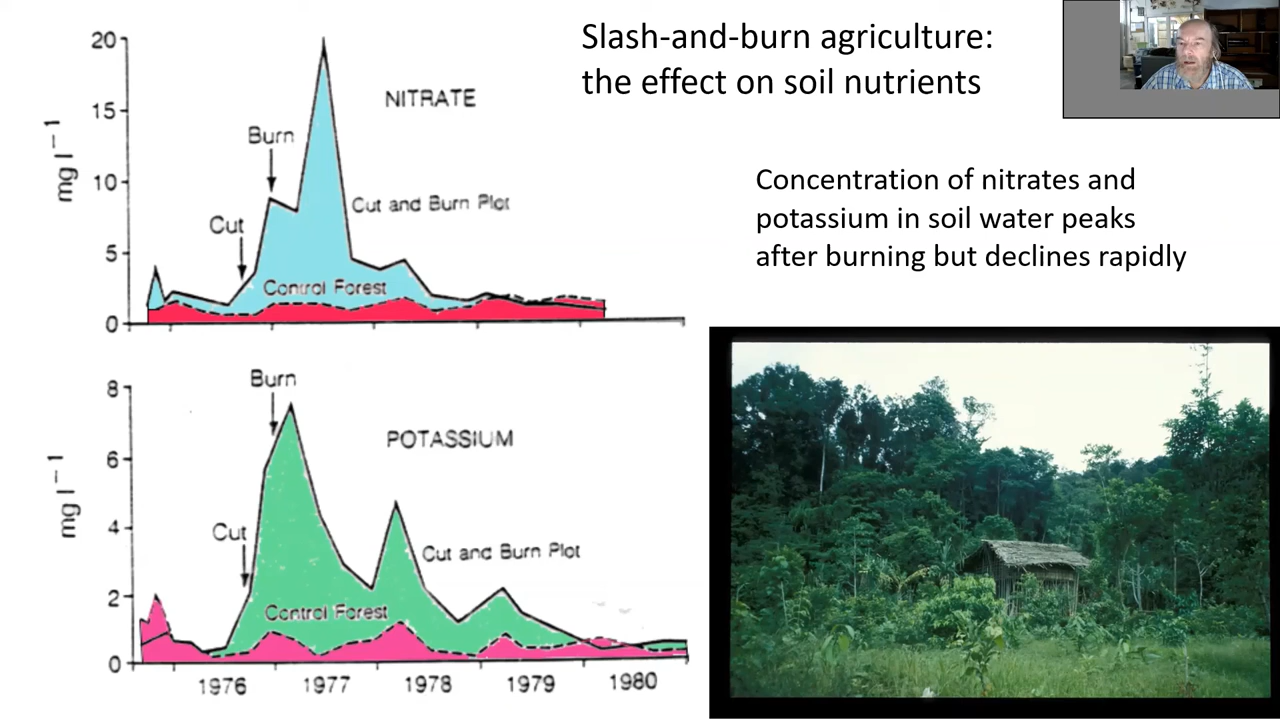 Slash-and-burn agriculture:
the effect on soil nutrients
Concentration of nitrates and
potassium in soil water peaks
after burning but declines rapidly
20
15
10
5
0
mg l⁻¹
NITRATE
Burn
Cut
Cut and Burn Plot
Control Forest
8
6
4
2
0
mg l⁻¹
POTASSIUM
Burn
Cut
Cut and Burn Plot
Control Forest
1976 1977 1978 1979 1980